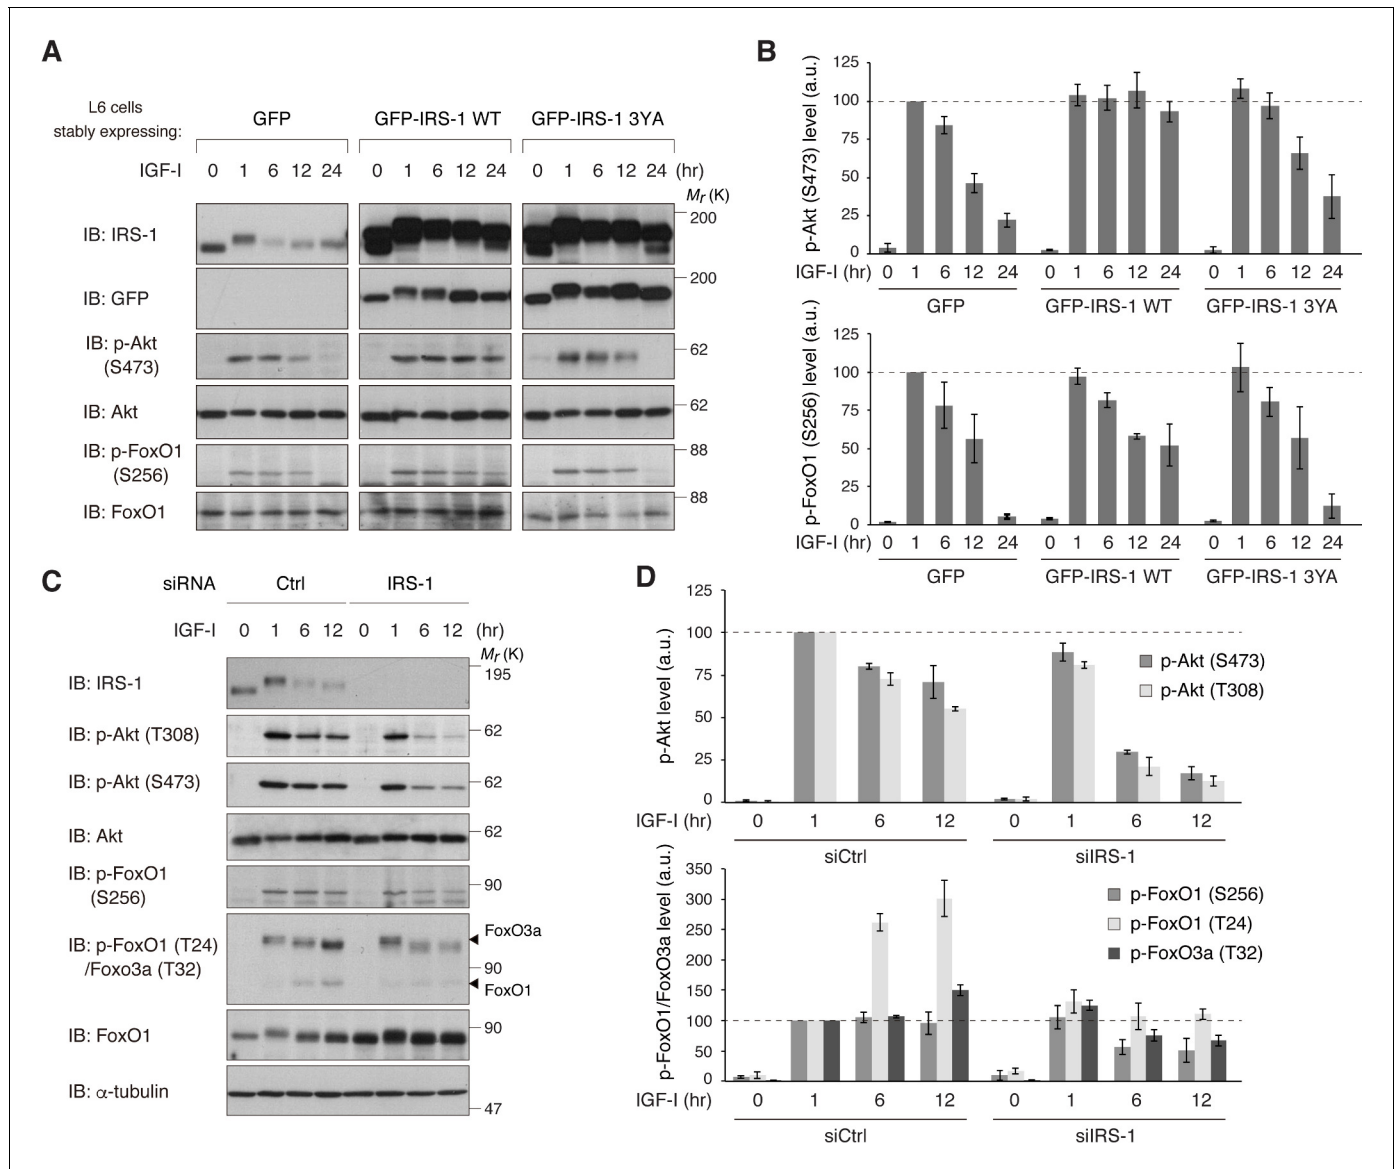 A
L6 cells
stably expressing:
GFP GFP-IRS-1 WT GFP-IRS-1 3YA
IGF-I 0 1 6 12 24 0 1 6 12 24 0 1 6 12 24 (hr)
Mr (K)
IB: IRS-1 200
IB: GFP 200
IB: p-Akt
(S473) 62
IB: Akt 62
IB: p-FoxO1
(S256) 88
IB: FoxO1 88
B
p-Akt (S473) level (a.u.)
125
100
75
50
25
0
IGF-I (hr) 0 1 6 12 24 0 1 6 12 24 0 1 6 12 24
GFP GFP-IRS-1 WT GFP-IRS-1 3YA
p-FoxO1 (S256) level (a.u.)
125
100
75
50
25
0
IGF-I (hr) 0 1 6 12 24 0 1 6 12 24 0 1 6 12 24
GFP GFP-IRS-1 WT GFP-IRS-1 3YA
C
siRNA Ctrl IRS-1
IGF-I 0 1 6 12 0 1 6 12 (hr)
Mr (K)
IB: IRS-1 195
IB: p-Akt (T308) 62
IB: p-Akt (S473) 62
IB: Akt 62
IB: p-FoxO1
(S256) 90
IB: p-FoxO1 (T24)
/Foxo3a (T32)
FoxO3a
90
FoxO1
IB: FoxO1 90
IB: α-tubulin
47
D
p-Akt level (a.u.)
125
100
75
50
25
0
p-Akt (S473)
p-Akt (T308)
IGF-I (hr) 0 1 6 12 0 1 6 12
siCtrl siIRS-1
p-FoxO1/FoxO3a level (a.u.)
350
300
250
200
150
100
50
0
p-FoxO1 (S256)
p-FoxO1 (T24)
p-FoxO3a (T32)
IGF-I (hr) 0 1 6 12 0 1 6 12
siCtrl siIRS-1